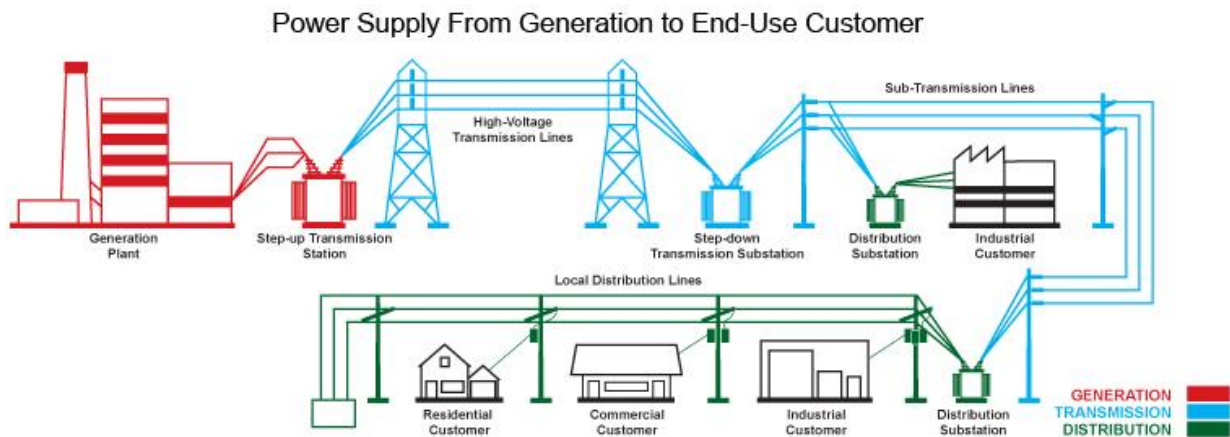 Power Supply From Generation to End-Use Customer
Sub-Transmission Lines
High-Voltage
Transmission Lines
Generation
Plant
Step-up Transmission
Station
Step-down
Transmission Substation
Distribution
Substation
Industrial
Customer
Local Distribution Lines
Residential
Customer
Commercial
Customer
Industrial
Customer
Distribution
Substation
GENERATION
TRANSMISSION
DISTRIBUTION